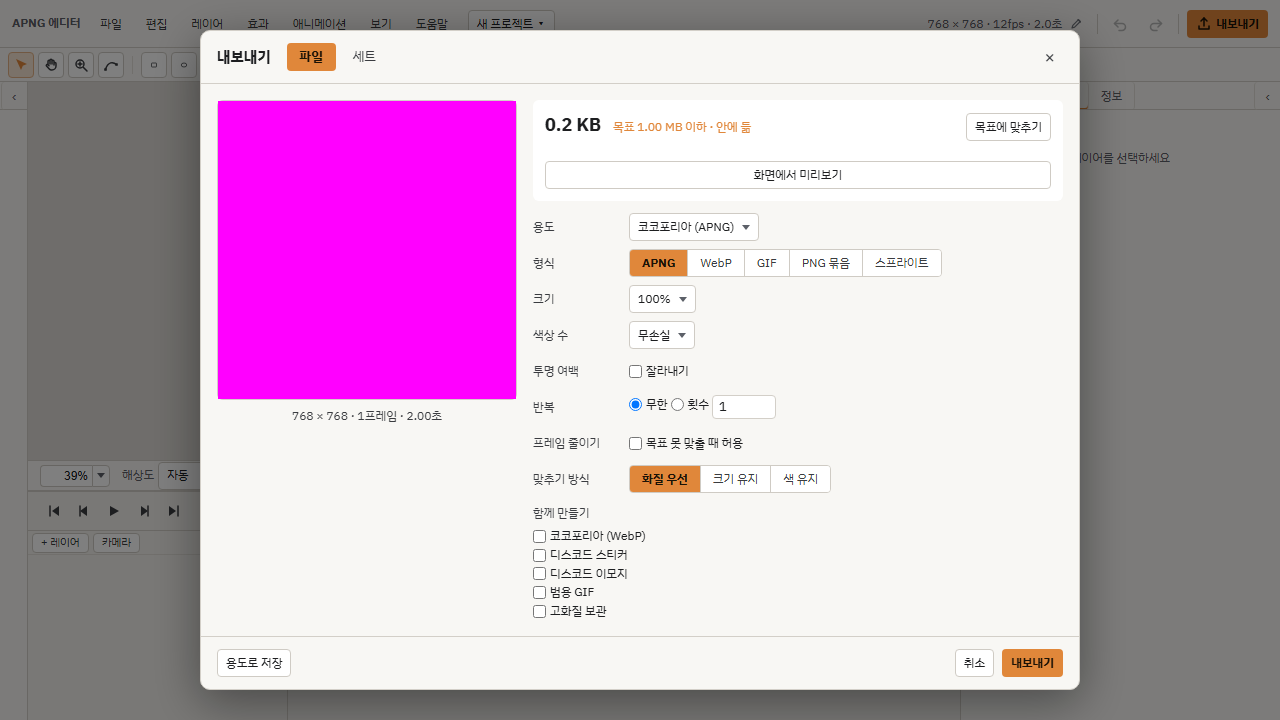 APNG 에디터 파일 편집 레이어 효과 애니메이션 보기 도움말 새 프로젝트 768 × 768 · 12fps · 2.0초 내보내기
내보내기 파일 세트 ×
정보
0.2 KB 목표 1.00 MB 이하 · 안에 듦 목표에 맞추기
이어를 선택하세요
화면에서 미리보기
용도 코코포리아 (APNG)
형식 APNG WebP GIF PNG 묶음 스프라이트
크기 100%
색상 수 무손실
투명 여백 잘라내기
반복 무한 횟수 1
768 × 768 · 1프레임 · 2.00초
프레임 줄이기 목표 못 맞출 때 허용
39% 해상도 자동
맞추기 방식 화질 우선 크기 유지 색 유지
함께 만들기
+ 레이어 카메라
코코포리아 (WebP)
디스코드 스티커
디스코드 이모지
범용 GIF
고화질 보관
용도로 저장 취소 내보내기